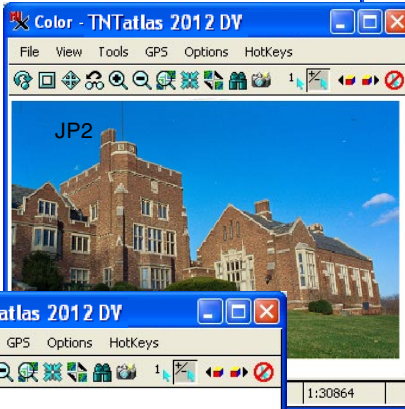 Color - TNTatlas 2012 DV
File View Tools GPS Options HotKeys
1
JP2
atlas 2012 DV
GPS Options HotKeys
1
1:30864